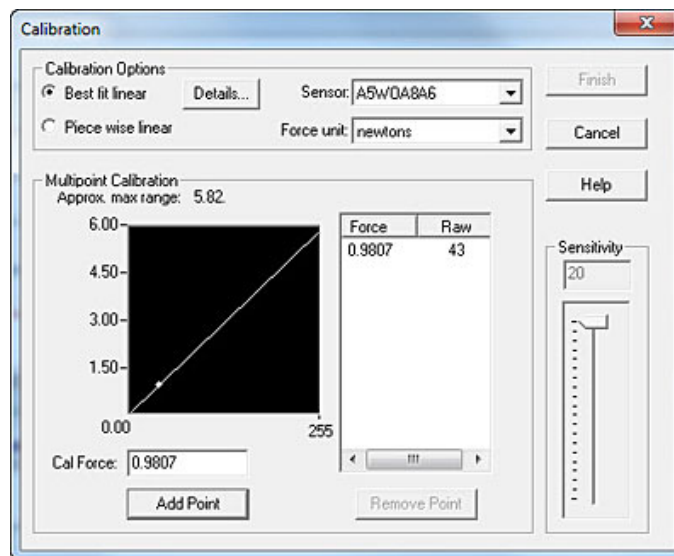 Calibration
Calibration Options
Best fit linear
Details...
Sensor: A5W0A8A6
Piece wise linear
Force unit: newtons
Finish
Cancel
Help
Multipoint Calibration
Approx. max range: 5.82.
6.00
4.50
3.00
1.50
0.00
255
Force Raw
0.9807 43
Cal Force: 0.9807
Add Point
Remove Point
Sensitivity
20